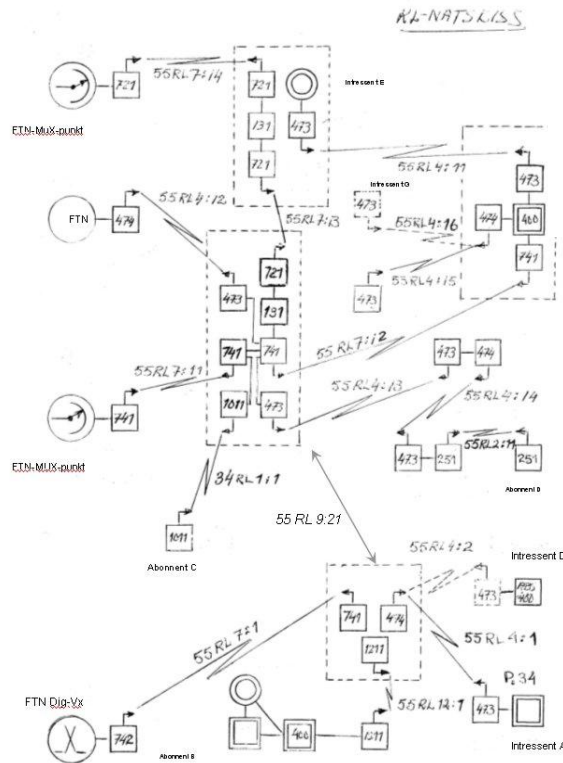 KL-NÄTSKISS
55RL7:14
721
FTN-MuX-punkt
721
131
721
473
Intressent E
55RL4:11
473
474
400
741
FTN
474
55RL4:12
55RL7:13
Intressent G
473
55RL4:16
473
55RL4:15
473
721
131
741
741
1011
473
55RL7:12
55RL7:11
741
FTN-MUX-punkt
55RL4:13
473
474
55RL4:14
473
251
55RL2:11
251
Abonnent D
34RL1:1
1011
Abonnent C
55 RL 9:21
741
474
1211
55RL4:2
473
Intressent D
55RL4:1
P.34
473
Intressent A
55RL7:1
FTN Dig-Vx
742
Abonnent B
400
1211
55RL12:1